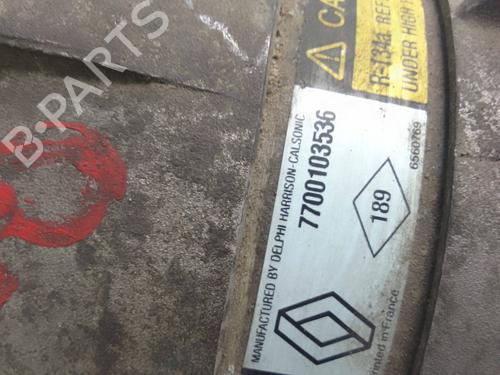 ⚠ CA
R-134a REF
UNDER HIGH
MANUFACTURED BY DELPHI HARRISON-CALSONIC
7700103536
189
6560769
Printed in France
B-PARTS